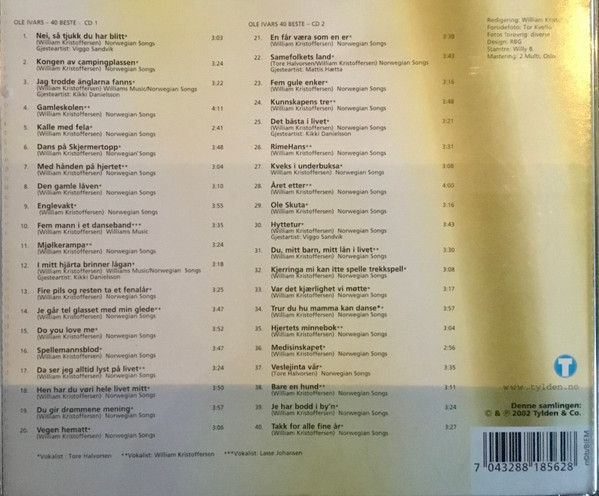 OLE IVARS – 40 BESTE - CD 1
1. Nei, så tjukk du har blitt* 3:03
(William Kristoffersen) Norwegian Songs
Gjesteartist: Viggo Sandvik
2. Kongen av campingplassen* 3:24
(William Kristoffersen) Norwegian Songs
3. Jag trodde änglarna fanns* 3:22
(William Kristoffersen) Williams Music/Norwegian Songs
Gjesteartist: Kikki Danielsson
4. Gamleskolen** 4:11
(William Kristoffersen) Norwegian Songs
5. Kalle med fela* 2:41
(William Kristoffersen) Norwegian Songs
6. Dans på Skjermertopp** 3:48
(William Kristoffersen) Norwegian Songs
7. Med hånden på hjertet** 3:04
(William Kristoffersen) Norwegian Songs
8. Den gamle låven* 3:10
(William Kristoffersen) Norwegian Songs
9. Englevakt* 3:55
(William Kristoffersen) Norwegian Songs
10. Fem mann i et danseband*** 3:35
(William Kristoffersen) Williams Music
11. Mjølkerampa** 3:24
(William Kristoffersen) Norwegian Songs
12. I mitt hjärta brinner lågan* 3:18
(William Kristoffersen) Williams Music/Norwegian Songs
Gjesteartist: Kikki Danielsson
13. Fire pils og resten ta et fenalår* 3:25
(William Kristoffersen) Norwegian Songs
14. Je går tel glasset med min glede** 3:47
(William Kristoffersen) Norwegian Songs
15. Do you love me* 3:52
(William Kristoffersen) Norwegian Songs
16. Spellemannsblod* 3:47
(William Kristoffersen) Norwegian Songs
17. Da ser jeg alltid lyst på livet** 3:24
(William Kristoffersen) Norwegian Songs
18. Hen har du vøri hele livet mitt* 3:50
(William Kristoffersen) Norwegian Songs
19. Du gir drømmene mening* 3:57
(William Kristoffersen) Norwegian Songs
20. Vegen hematt* 3:06
(William Kristoffersen) Norwegian Songs
*Vokalist : Tore Halvorsen **Vokalist: William Kristoffersen ***Vokalist: Lasse Johansen
OLE IVARS – 40 BESTE - CD 2
21. En får væra som en er* 3:38
(William Kristoffersen) Norwegian Songs
22. Samefolkets land* 3:43
(Tore Halvorsen/William Kristoffersen) Norwegian Songs
Gjesteartist: Mattis Hætta
23. Fem gule enker* 3:16
(William Kristoffersen) Norwegian Songs
24. Kunnskapens tre** 3:48
(William Kristoffersen) Norwegian Songs
25. Det bästa i livet* 3:21
(William Kristoffersen) Norwegian Songs
Gjesteartist: Kikki Danielsson
26. RimeHans** 3:31
(William Kristoffersen) Norwegian Songs
27. Kveks i underbuksa* 3:08
(William Kristoffersen) Norwegian Songs
28. Året etter** 4:00
(William Kristoffersen) Norwegian Songs
29. Ole Skuta* 3:16
(William Kristoffersen) Norwegian Songs
30. Hyttetur* 3:43
(William Kristoffersen) Norwegian Songs
Gjesteartist: Viggo Sandvik
31. Du, mitt barn, mitt lån i livet** 3:30
(William Kristoffersen) Norwegian Songs
32. Kjerringa mi kan itte spelle trekkspell* 3:08
(William Kristoffersen) Norwegian Songs
33. Var det kjærlighet vi møtte* 3:17
(William Kristoffersen) Norwegian Songs
34. Trur du hu mamma kan danse* 3:57
(William Kristoffersen) Norwegian Songs
35. Hjertets minnebok** 3:04
(William Kristoffersen) Norwegian Songs
36. Medisinskapet* 2:56
(William Kristoffersen) Norwegian Songs
37. Veslejinta vår* 3:35
(Tore Halvorsen) Norwegian Songs
38. Bare en hund** 3:11
(William Kristoffersen) Norwegian Songs
39. Je har bodd i by'n* 3:24
(William Kristoffersen) Norwegian Songs
40. Takk for alle fine år* 3:27
(William Kristoffersen) Norwegian Songs
Redigering: William Krist
Forsidefoto: Tor Kvello
Fotos forøvrig: diverse
Design: RBG
Slamtre: Willy B.
Mastering: 2 Multi, Oslo
T
www.tylden.no
Denne samlingen:
© & ℗ 2002 Tylden & Co.
7 043288 185628